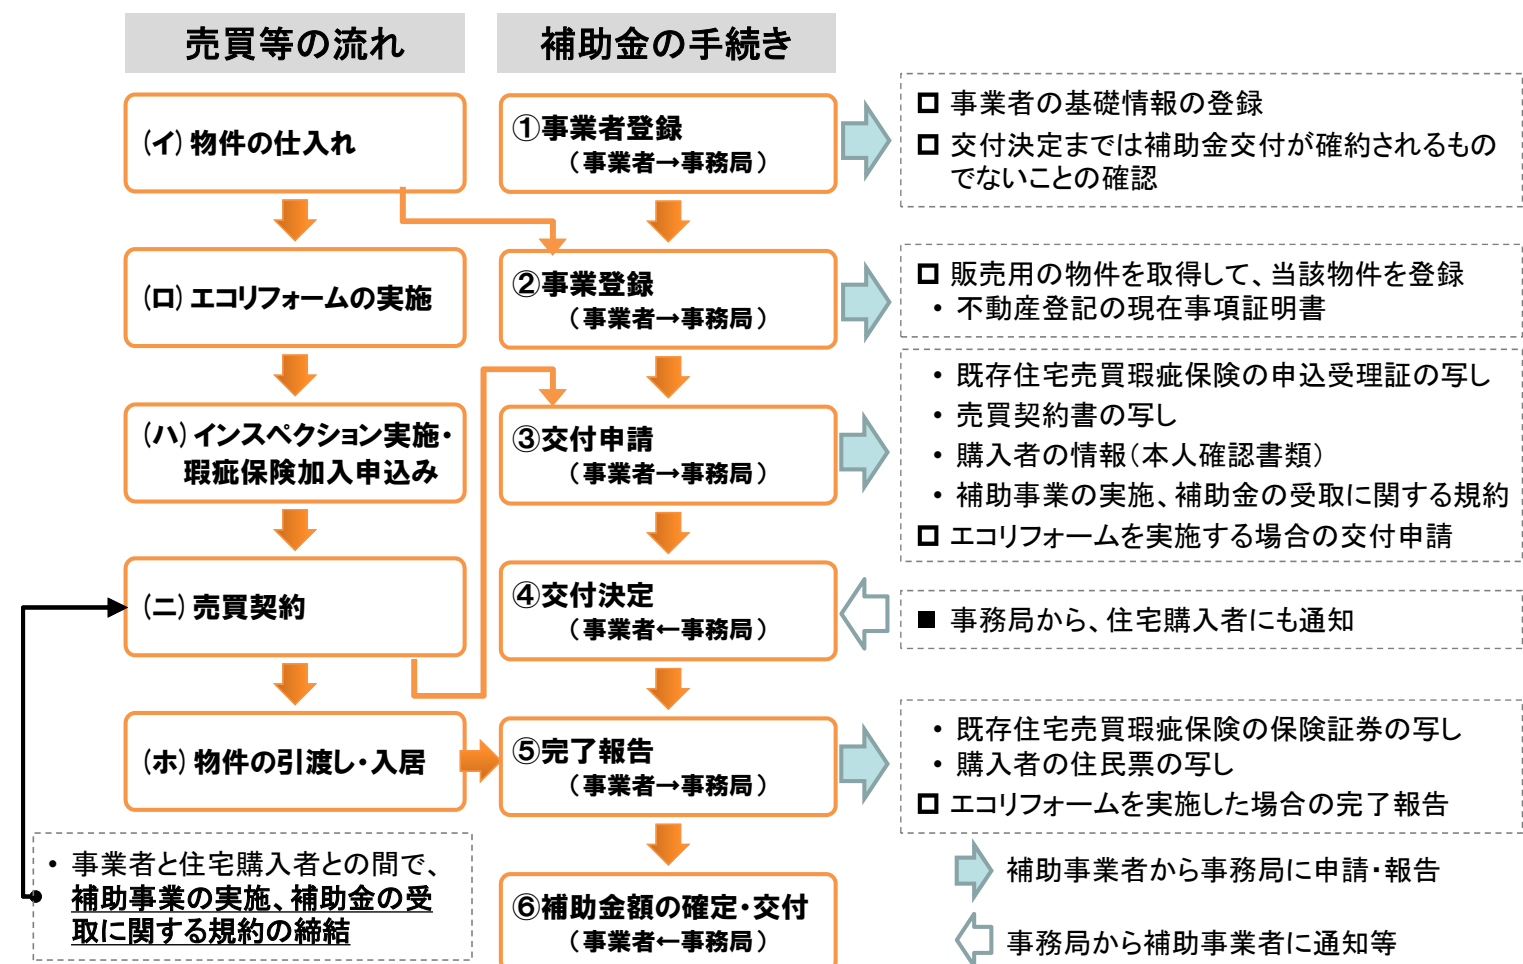 売買等の流れ
補助金の手続き
(イ) 物件の仕入れ
(ロ) エコリフォームの実施
(ハ) インスペクション実施・
瑕疵保険加入申込み
(ニ) 売買契約
(ホ) 物件の引渡し・入居
・ 事業者と住宅購入者との間で、
補助事業の実施、補助金の受
取に関する規約の締結
①事業者登録
(事業者→事務局)
②事業登録
(事業者→事務局)
③交付申請
(事業者→事務局)
④交付決定
(事業者←事務局)
⑤完了報告
(事業者→事務局)
⑥補助金額の確定・交付
(事業者←事務局)
□ 事業者の基礎情報の登録
□ 交付決定までは補助金交付が確約されるもの
でないことの確認
□ 販売用の物件を取得して、当該物件を登録
・ 不動産登記の現在事項証明書
・ 既存住宅売買瑕疵保険の申込受理証の写し
・ 売買契約書の写し
・ 購入者の情報(本人確認書類)
・ 補助事業の実施、補助金の受取に関する規約
□ エコリフォームを実施する場合の交付申請
■ 事務局から、住宅購入者にも通知
・ 既存住宅売買瑕疵保険の保険証券の写し
・ 購入者の住民票の写し
□ エコリフォームを実施した場合の完了報告
補助事業者から事務局に申請・報告
事務局から補助事業者に通知等